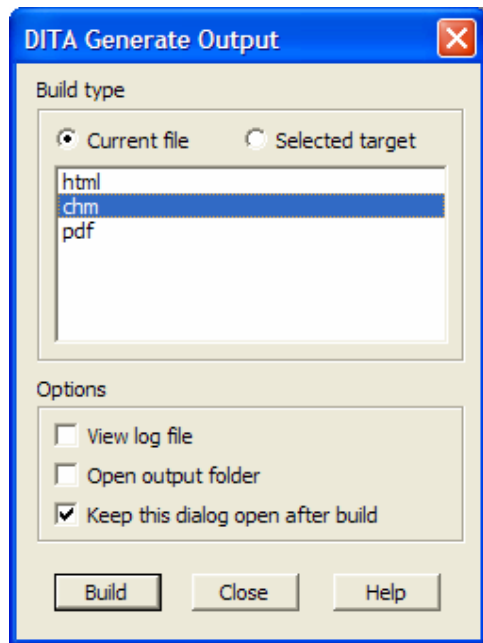 DITA Generate Output
Build type
Current file Selected target
html
chm
pdf
Options
View log file
Open output folder
Keep this dialog open after build
Build Close Help